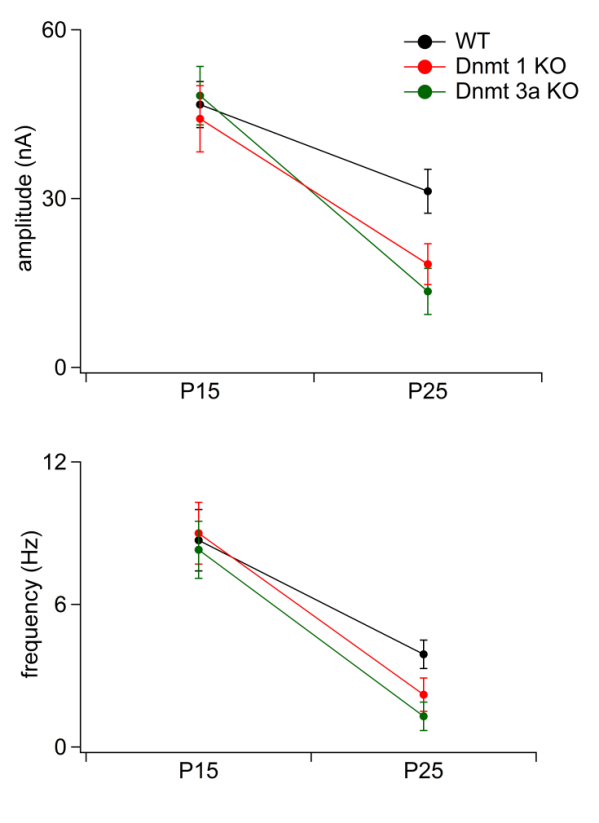 60
WT
Dnmt 1 KO
Dnmt 3a KO
amplitude (nA)
30
0
P15 P25
12
frequency (Hz)
6
0
P15 P25